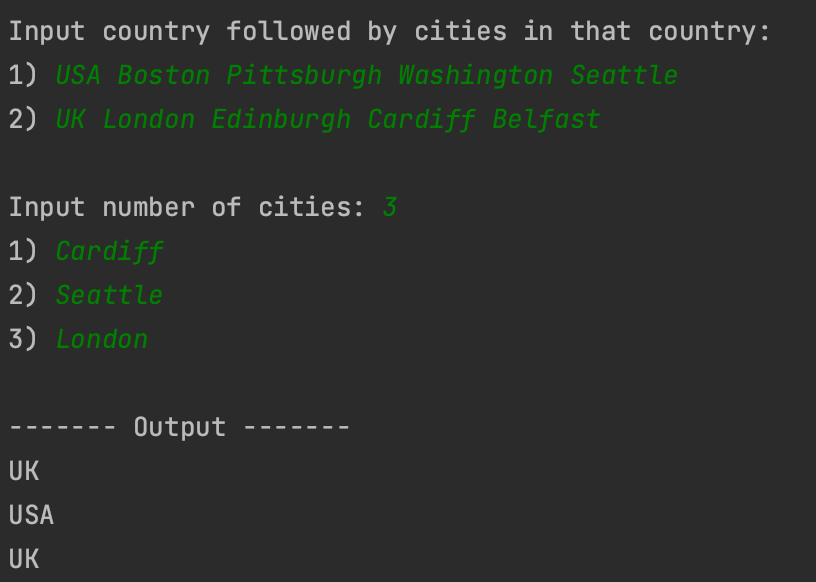 Input country followed by cities in that country:
1) USA Boston Pittsburgh Washington Seattle
2) UK London Edinburgh Cardiff Belfast
Input number of cities: 3
1) Cardiff
2) Seattle
3) London
------- Output -------
UK
USA
UK